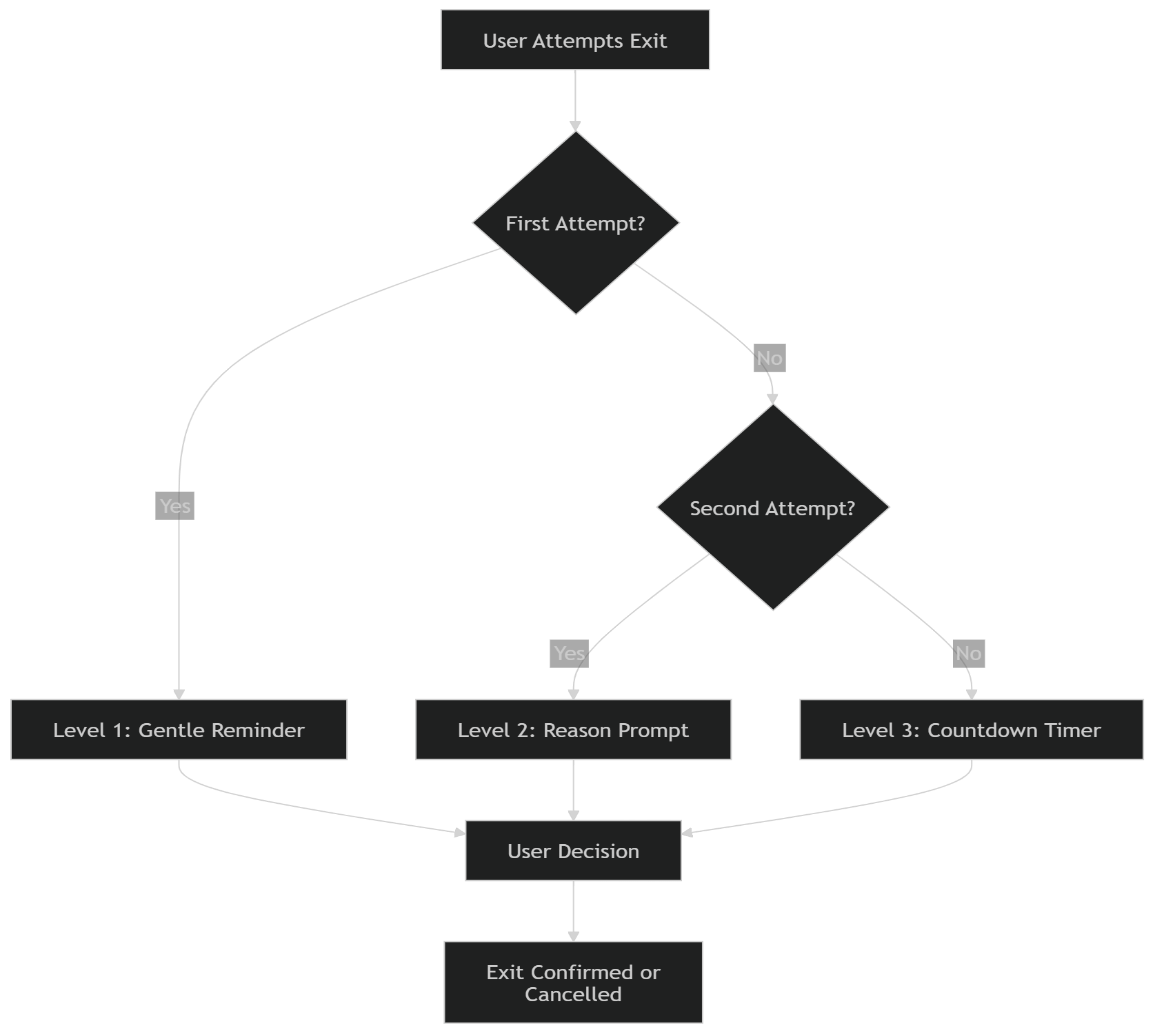 User Attempts Exit
First Attempt?
No
Yes
Second Attempt?
Yes
No
Level 1: Gentle Reminder
Level 2: Reason Prompt
Level 3: Countdown Timer
User Decision
Exit Confirmed or
Cancelled